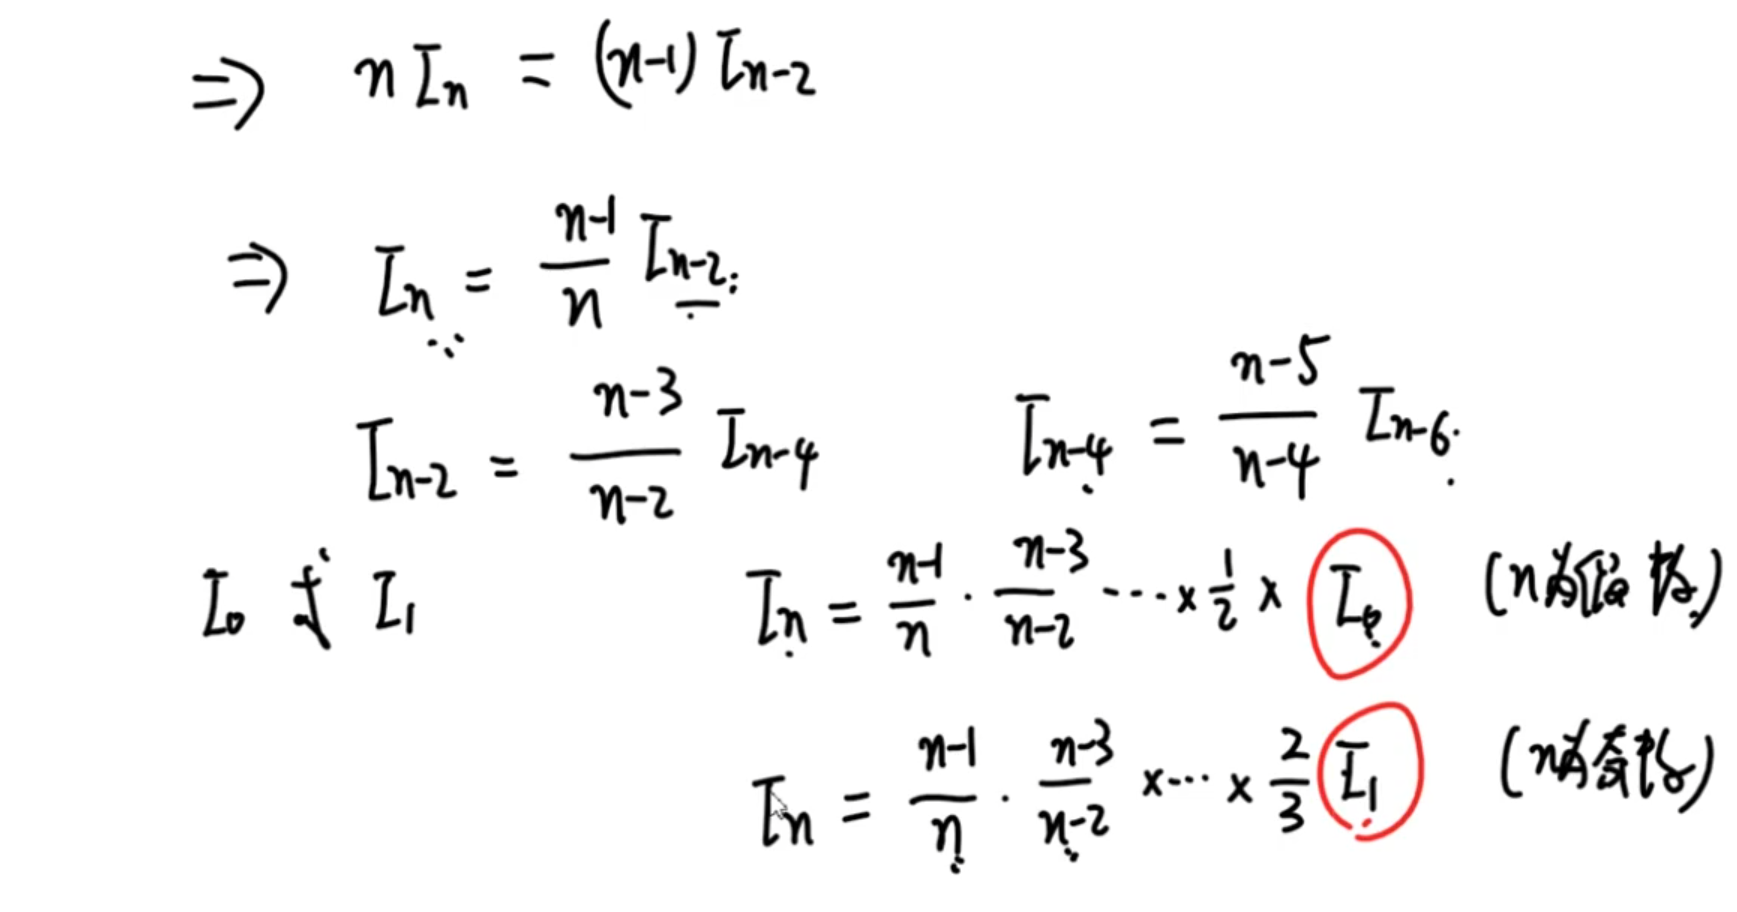 ⇒ nIₙ = (n-1) Iₙ₋₂
⇒ Iₙ = (n-1)/n Iₙ₋₂
Iₙ₋₂ = (n-3)/(n-2) Iₙ₋₄
Iₙ₋₄ = (n-5)/(n-4) Iₙ₋₆
I₀ 或 I₁
Iₙ = (n-1)/n · (n-3)/(n-2) ··· × 1/2 × I₀ (n为偶数)
Iₙ = (n-1)/n · (n-3)/(n-2) × ··· × 2/3 I₁ (n为奇数)